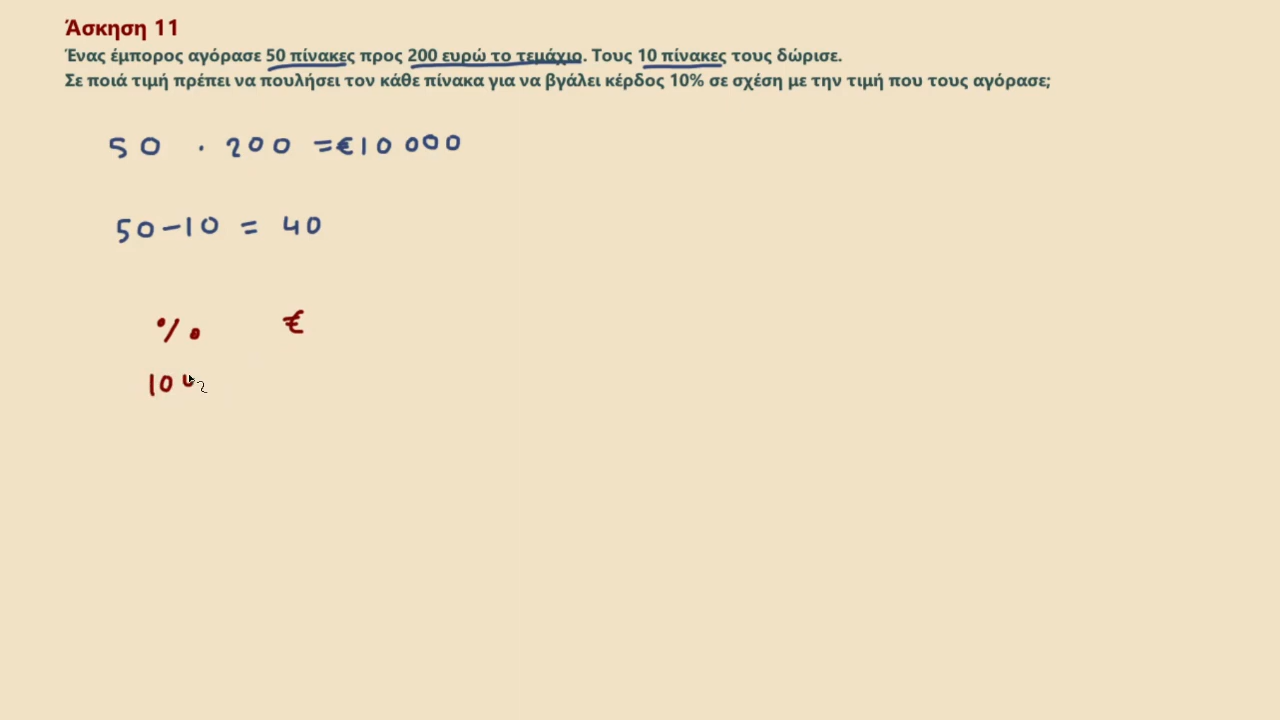 Άσκηση 11
Ένας έμπορος αγόρασε 50 πίνακες προς 200 ευρώ το τεμάχιο. Τους 10 πίνακες τους δώρισε.
Σε ποιά τιμή πρέπει να πουλήσει τον κάθε πίνακα για να βγάλει κέρδος 10% σε σχέση με την τιμή που τους αγόρασε;
50 · 200 = €10 000
50 - 10 = 40
% €
10